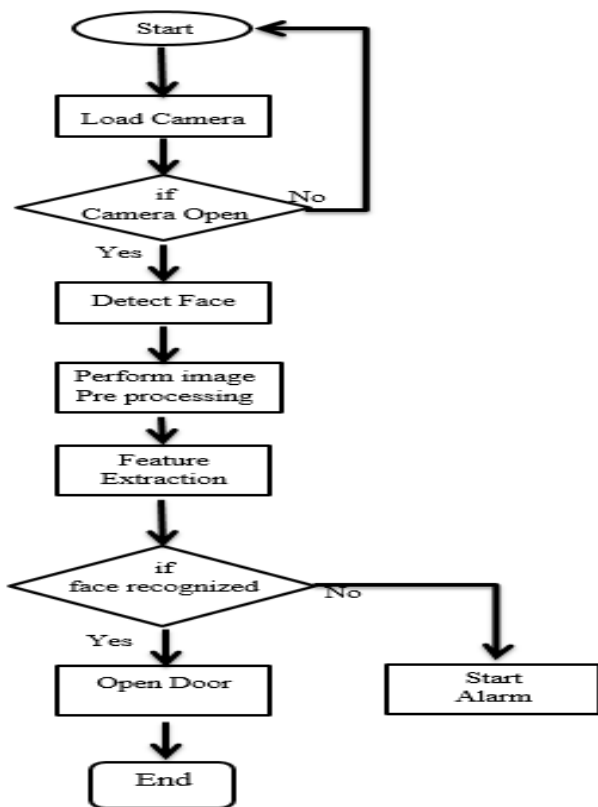 Start
Load Camera
if
Camera Open
No
Yes
Detect Face
Perform image
Pre processing
Feature
Extraction
if
face recognized
No
Yes
Open Door
Start
Alarm
End